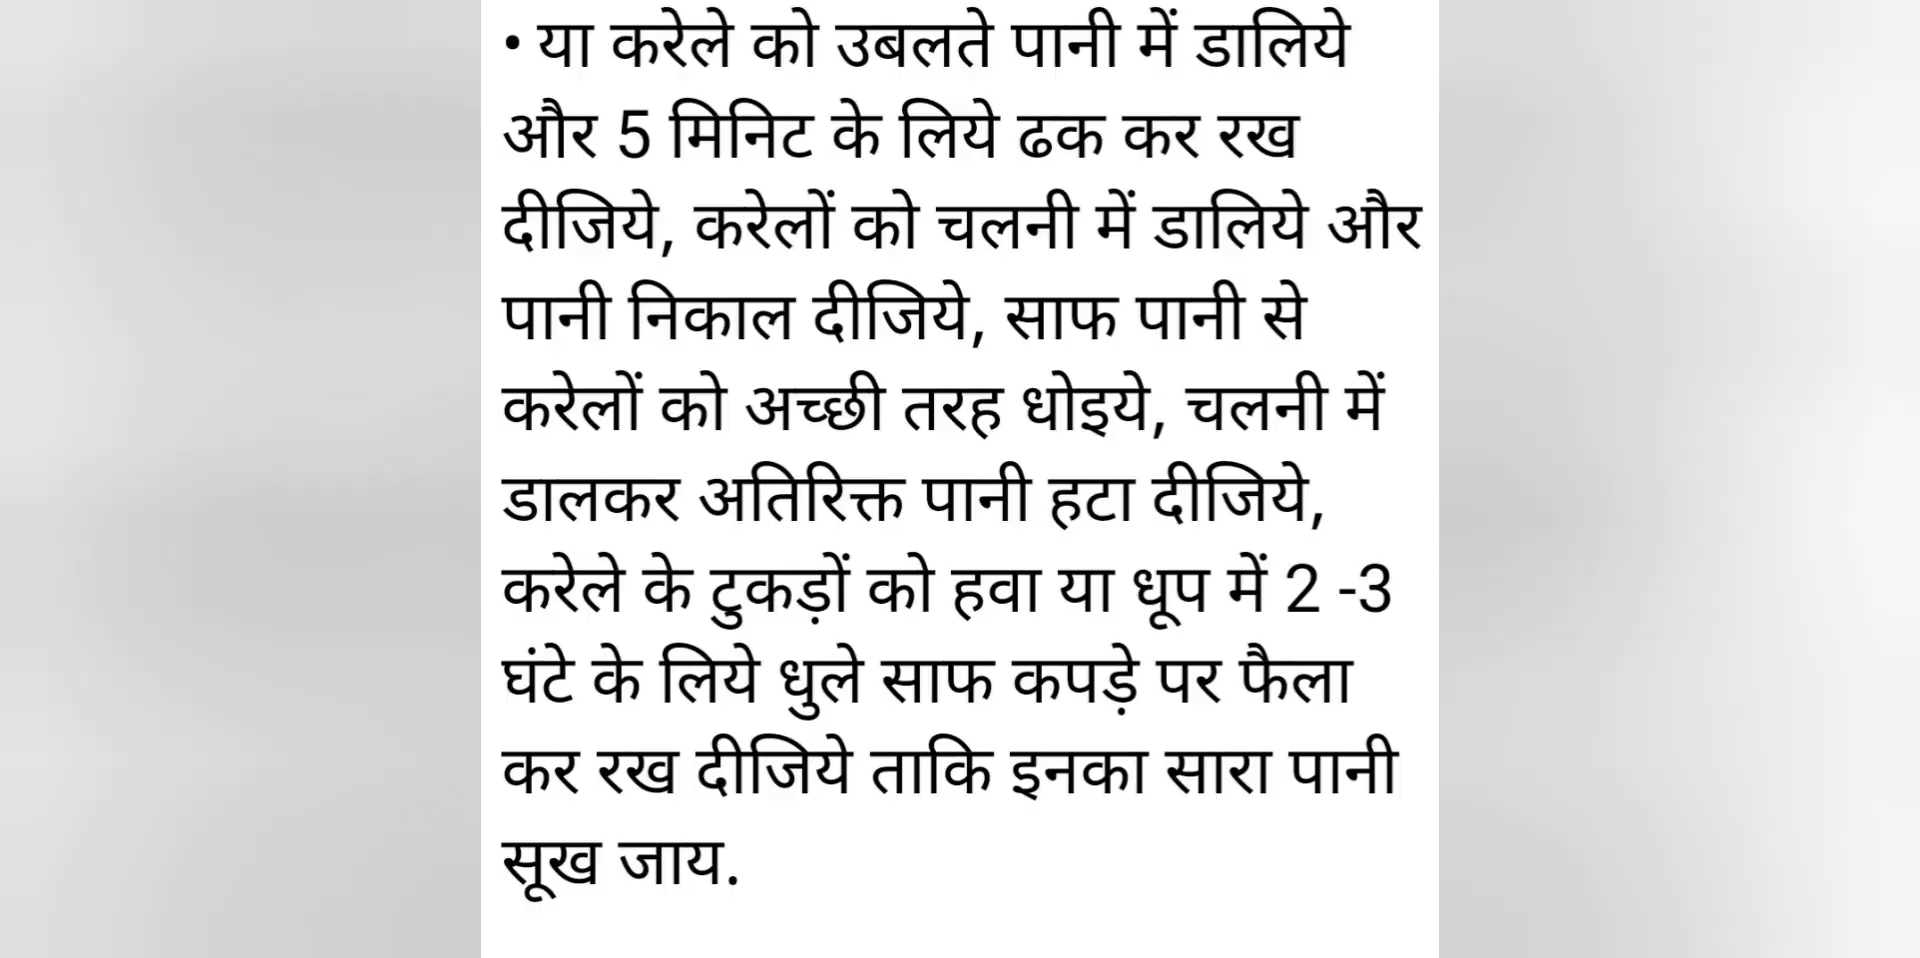 • या करेले को उबलते पानी में डालिये
और 5 मिनिट के लिये ढक कर रख
दीजिये, करेलों को चलनी में डालिये और
पानी निकाल दीजिये, साफ पानी से
करेलों को अच्छी तरह धोइये, चलनी में
डालकर अतिरिक्त पानी हटा दीजिये,
करेले के टुकड़ों को हवा या धूप में 2 -3
घंटे के लिये धुले साफ कपड़े पर फैला
कर रख दीजिये ताकि इनका सारा पानी
सूख जाय.